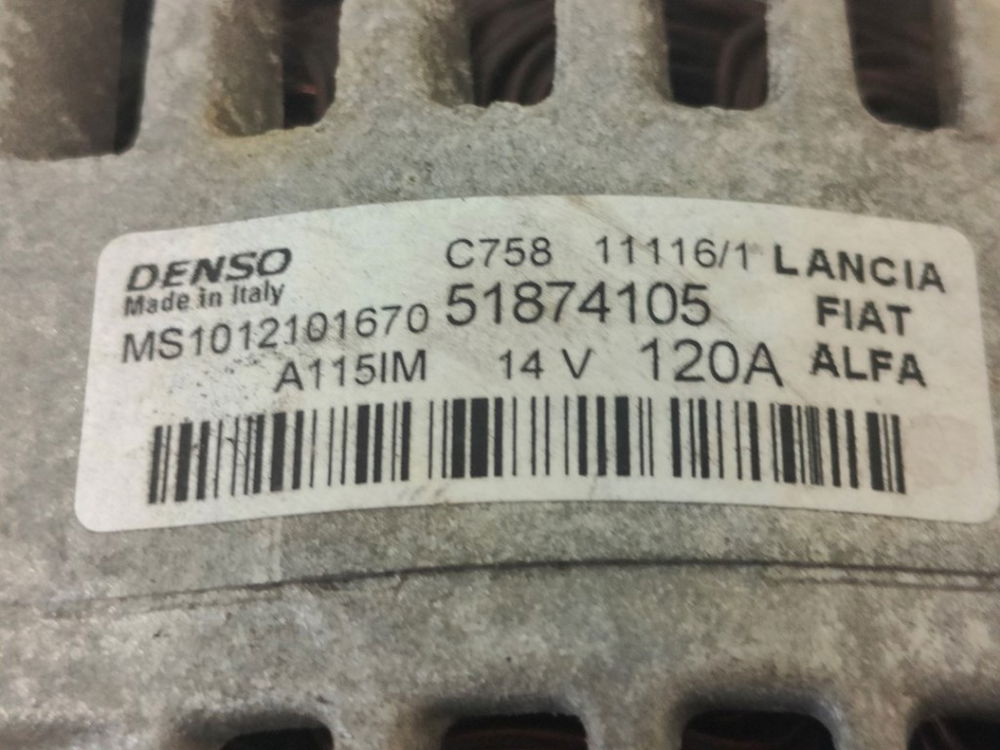 DENSO C758 11116/1 LANCIA
Made in Italy 51874105 FIAT
MS1012101670
A115IM 14 V 120A ALFA